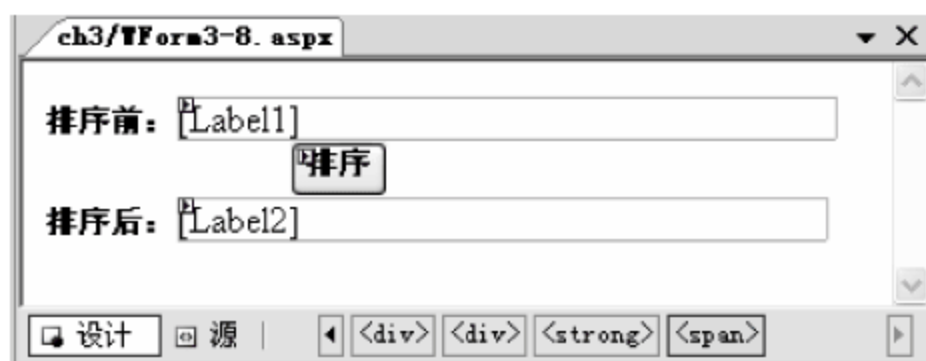 ch3/WForm3-8.aspx
排序前：[Label1]
排序
排序后：[Label2]
设计 源 <div> <div> <strong> <span>